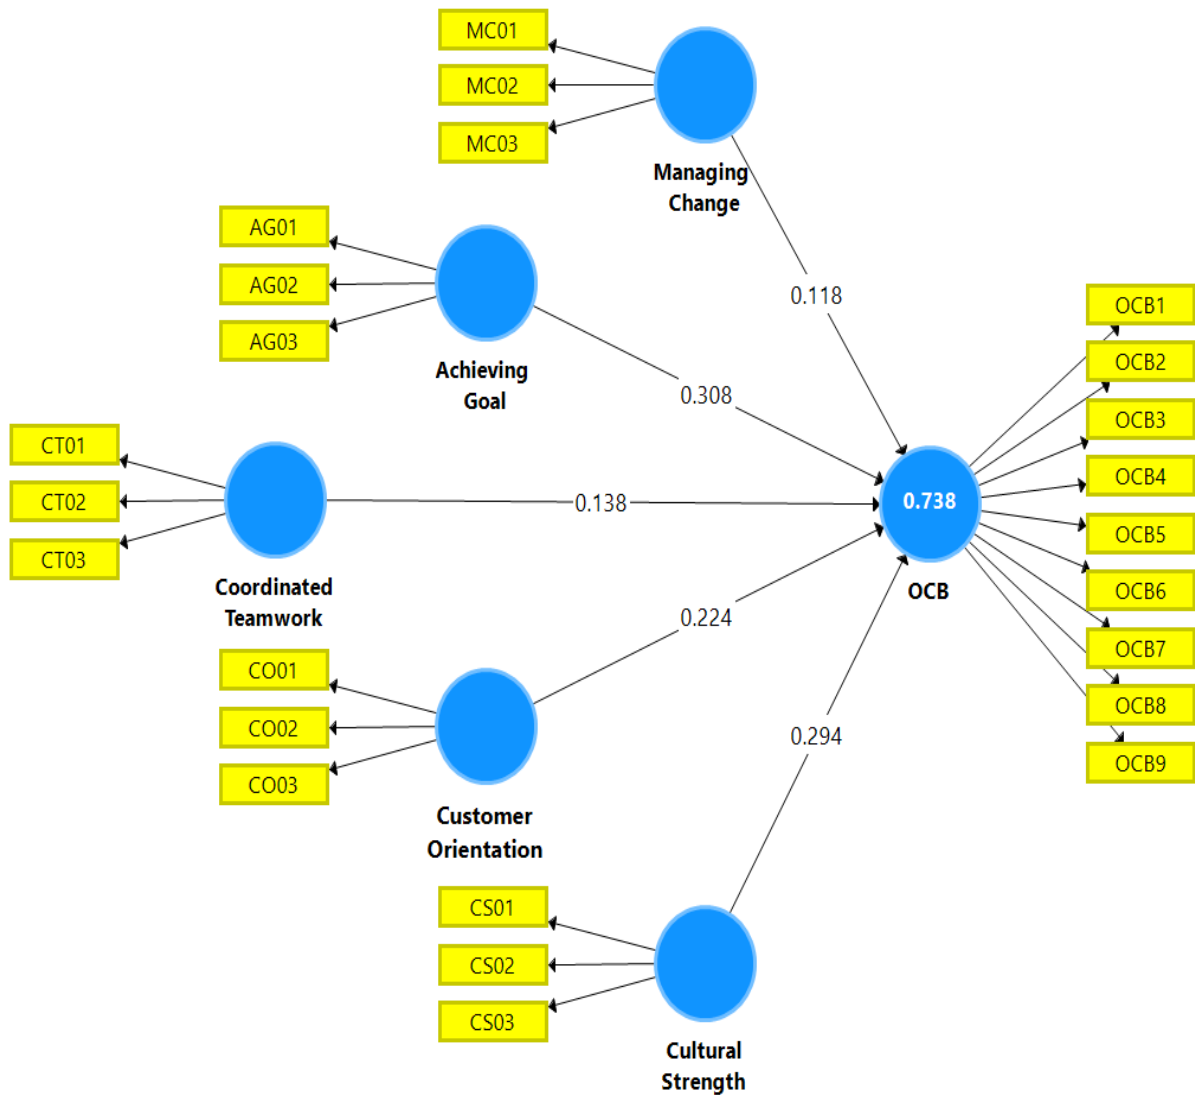 MC01
MC02
MC03
Managing
Change
AG01
AG02
AG03
Achieving
Goal
0.118
0.308
CT01
CT02
CT03
Coordinated
Teamwork
0.138
CO01
CO02
CO03
Customer
Orientation
0.224
CS01
CS02
CS03
Cultural
Strength
0.294
0.738
OCB
OCB1
OCB2
OCB3
OCB4
OCB5
OCB6
OCB7
OCB8
OCB9